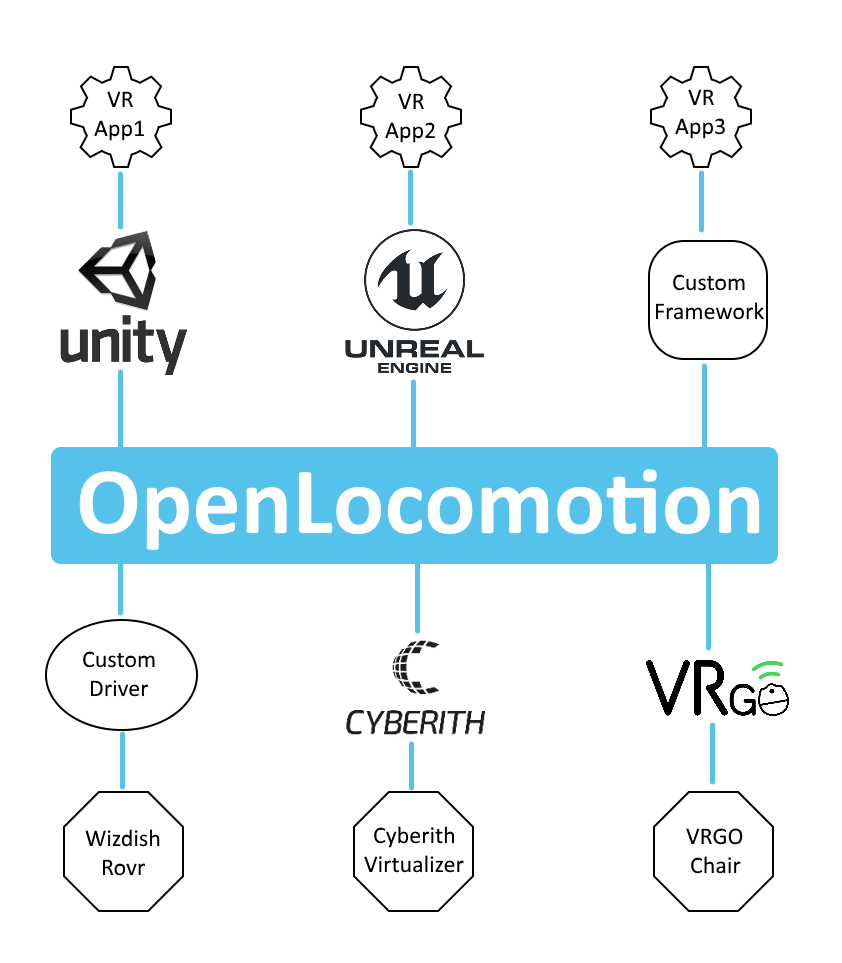 VR
App1
VR
App2
VR
App3
unity
UNREAL
ENGINE
Custom
Framework
OpenLocomotion
Custom
Driver
CYBERITH
VRGO
Wizdish
Rovr
Cyberith
Virtualizer
VRGO
Chair